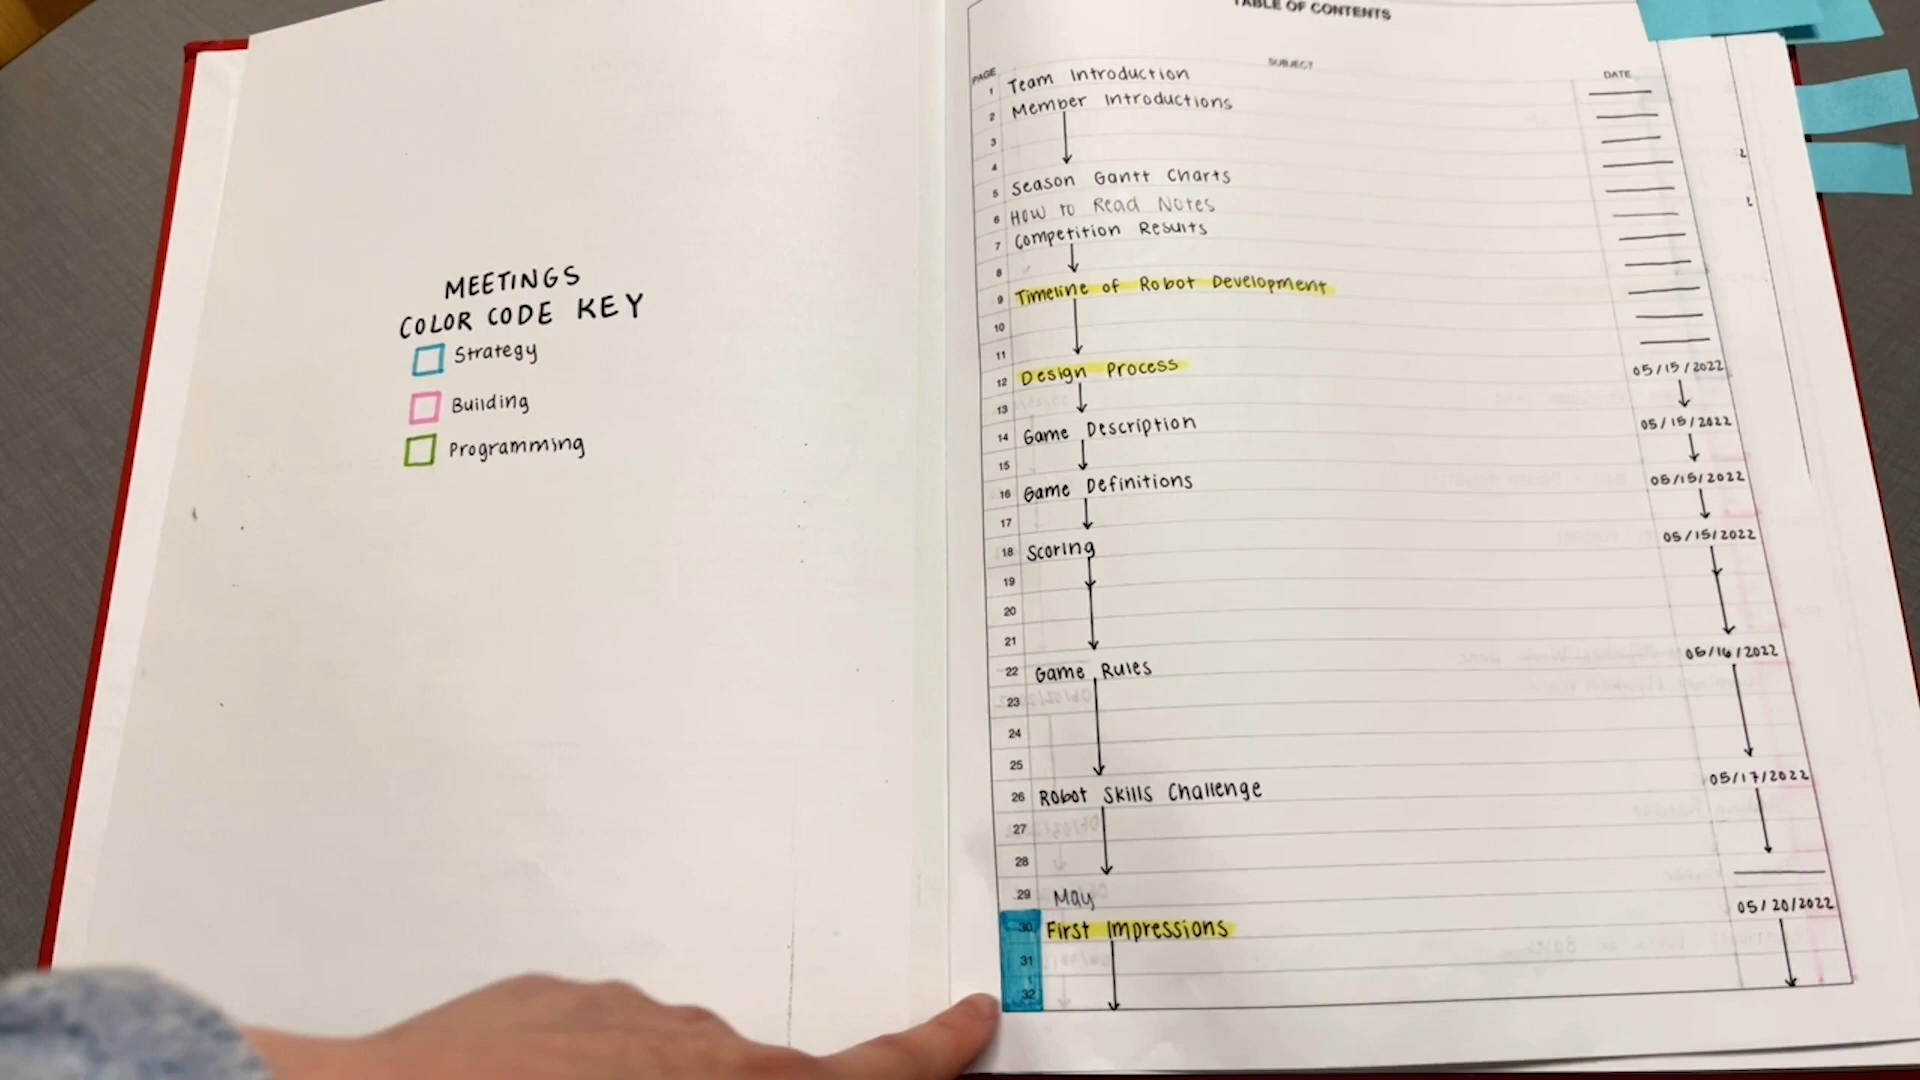 MEETINGS
COLOR CODE KEY
Strategy
Building
Programming
TABLE OF CONTENTS
PAGE SUBJECT DATE
1 Team Introduction
2 Member Introductions
3
4
5 Season Gantt Charts
6 How to Read Notes
7 Competition Results
8
9 Timeline of Robot Development
10
11
12 Design Process 05/15/2022
13
14 Game Description 05/15/2022
15
16 Game Definitions 05/15/2022
17
18 Scoring 05/15/2022
19
20
21
22 Game Rules 05/16/2022
23
24
25
26 Robot Skills Challenge 05/17/2022
27
28
29 May
30 First Impressions 05/20/2022
31
32